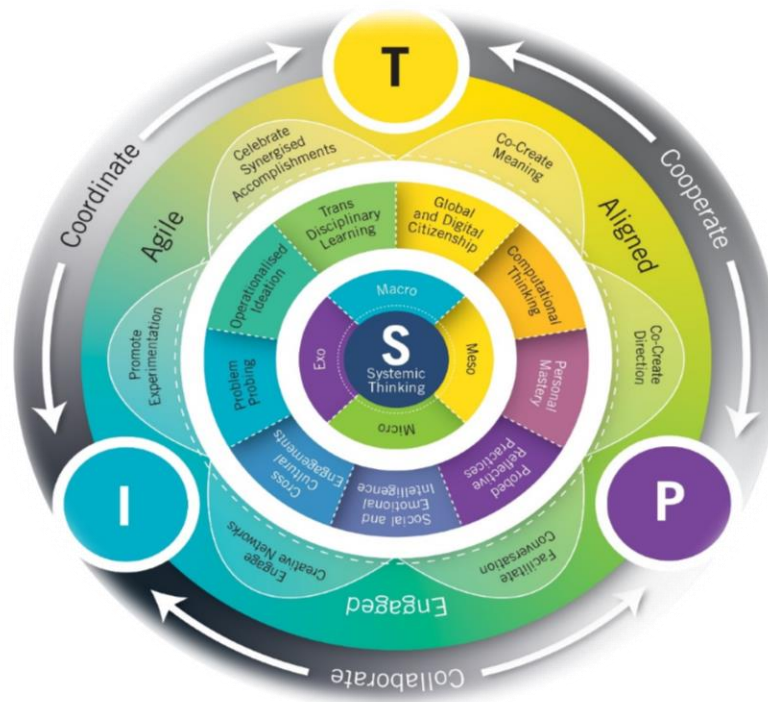 T
Coordinate
Cooperate
Agile
Aligned
Celebrate
Synergised
Accomplishments
Co-Create
Meaning
Trans
Disciplinary
Learning
Global
and Digital
Citizenship
Operationalised
Ideation
Computational
Thinking
Macro
Promote
Experimentation
Problem
Probing
Exo
S
Systemic
Thinking
Meso
Personal
Mastery
Co-Create
Direction
Micro
Cross
Cultural
Engagements
Social and
Emotional
Intelligence
Probed
Reflective
Practices
I
P
Engage
Creative Networks
Facilitate
Conversation
Engaged
Collaborate